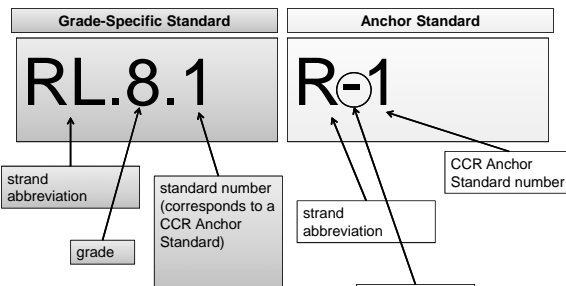 Grade-Specific Standard
Anchor Standard
RL.8.1
R-1
strand
abbreviation
grade
standard number
(corresponds to a
CCR Anchor
Standard)
strand
abbreviation
CCR Anchor
Standard number